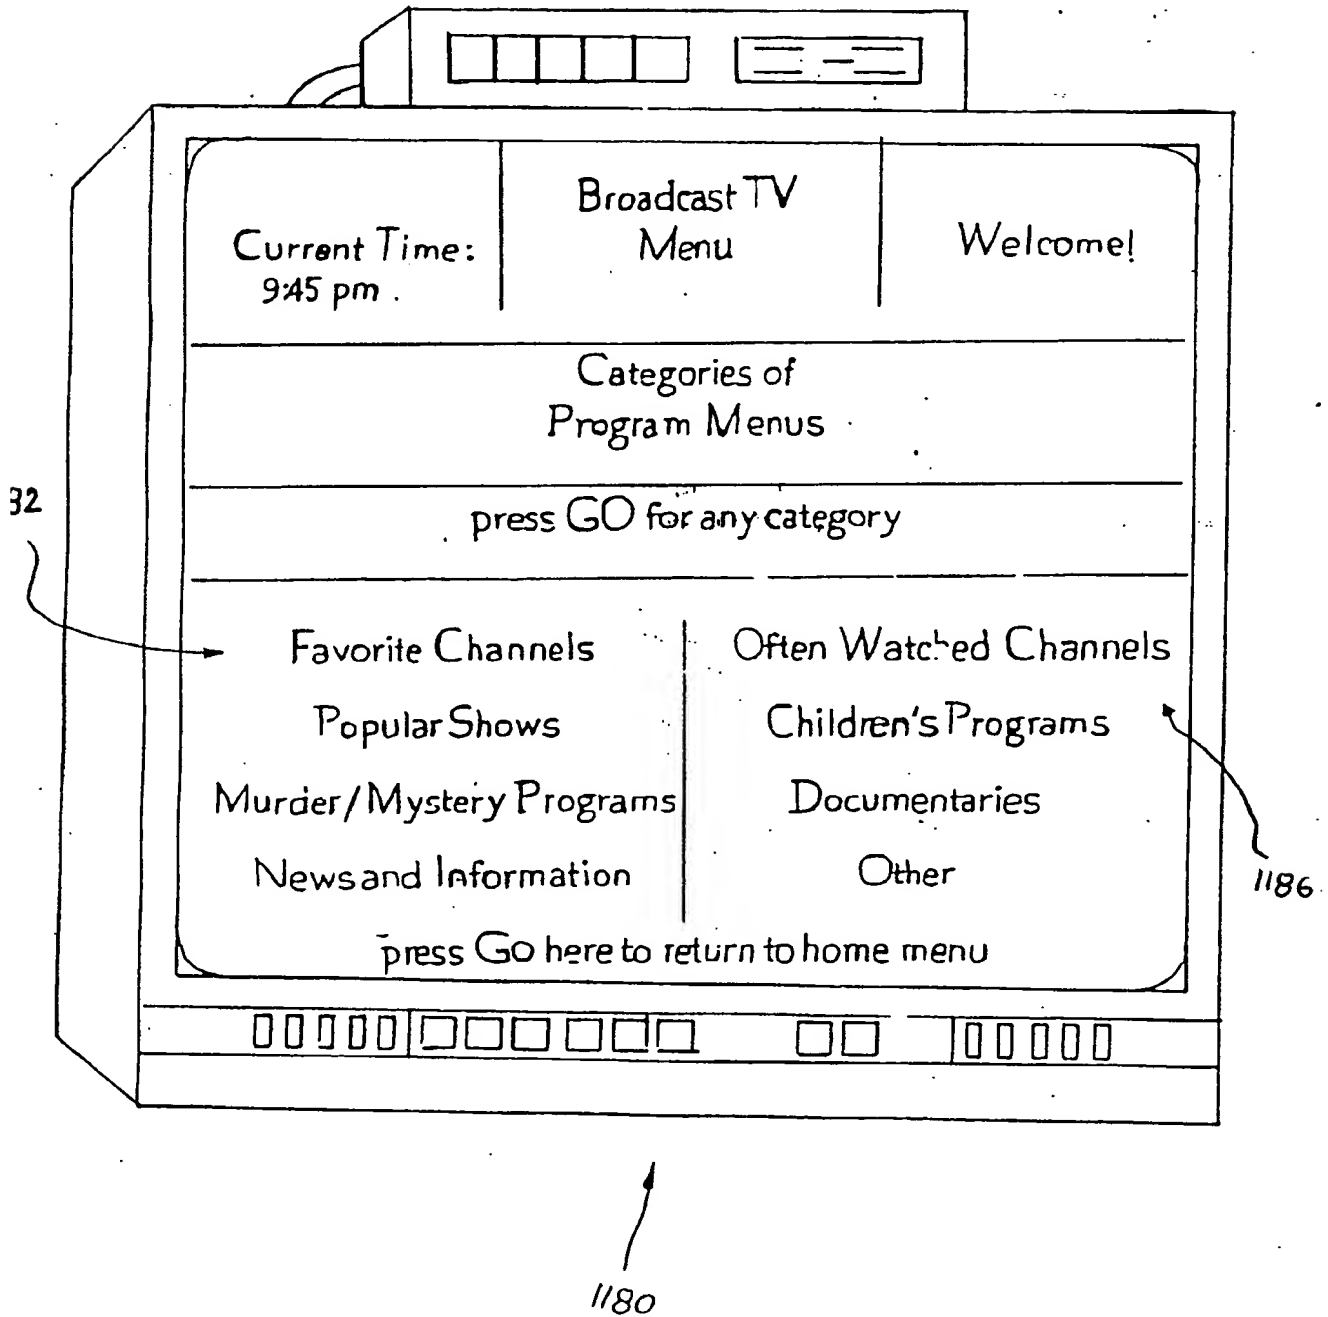 Broadcast TV
Menu
Current Time:
9:45 pm
Welcome!
Categories of
Program Menus
press GO for any category
32
Favorite Channels
Often Watched Channels
Popular Shows
Children's Programs
Murder/Mystery Programs
Documentaries
News and Information
Other
1186
press Go here to return to home menu
1180